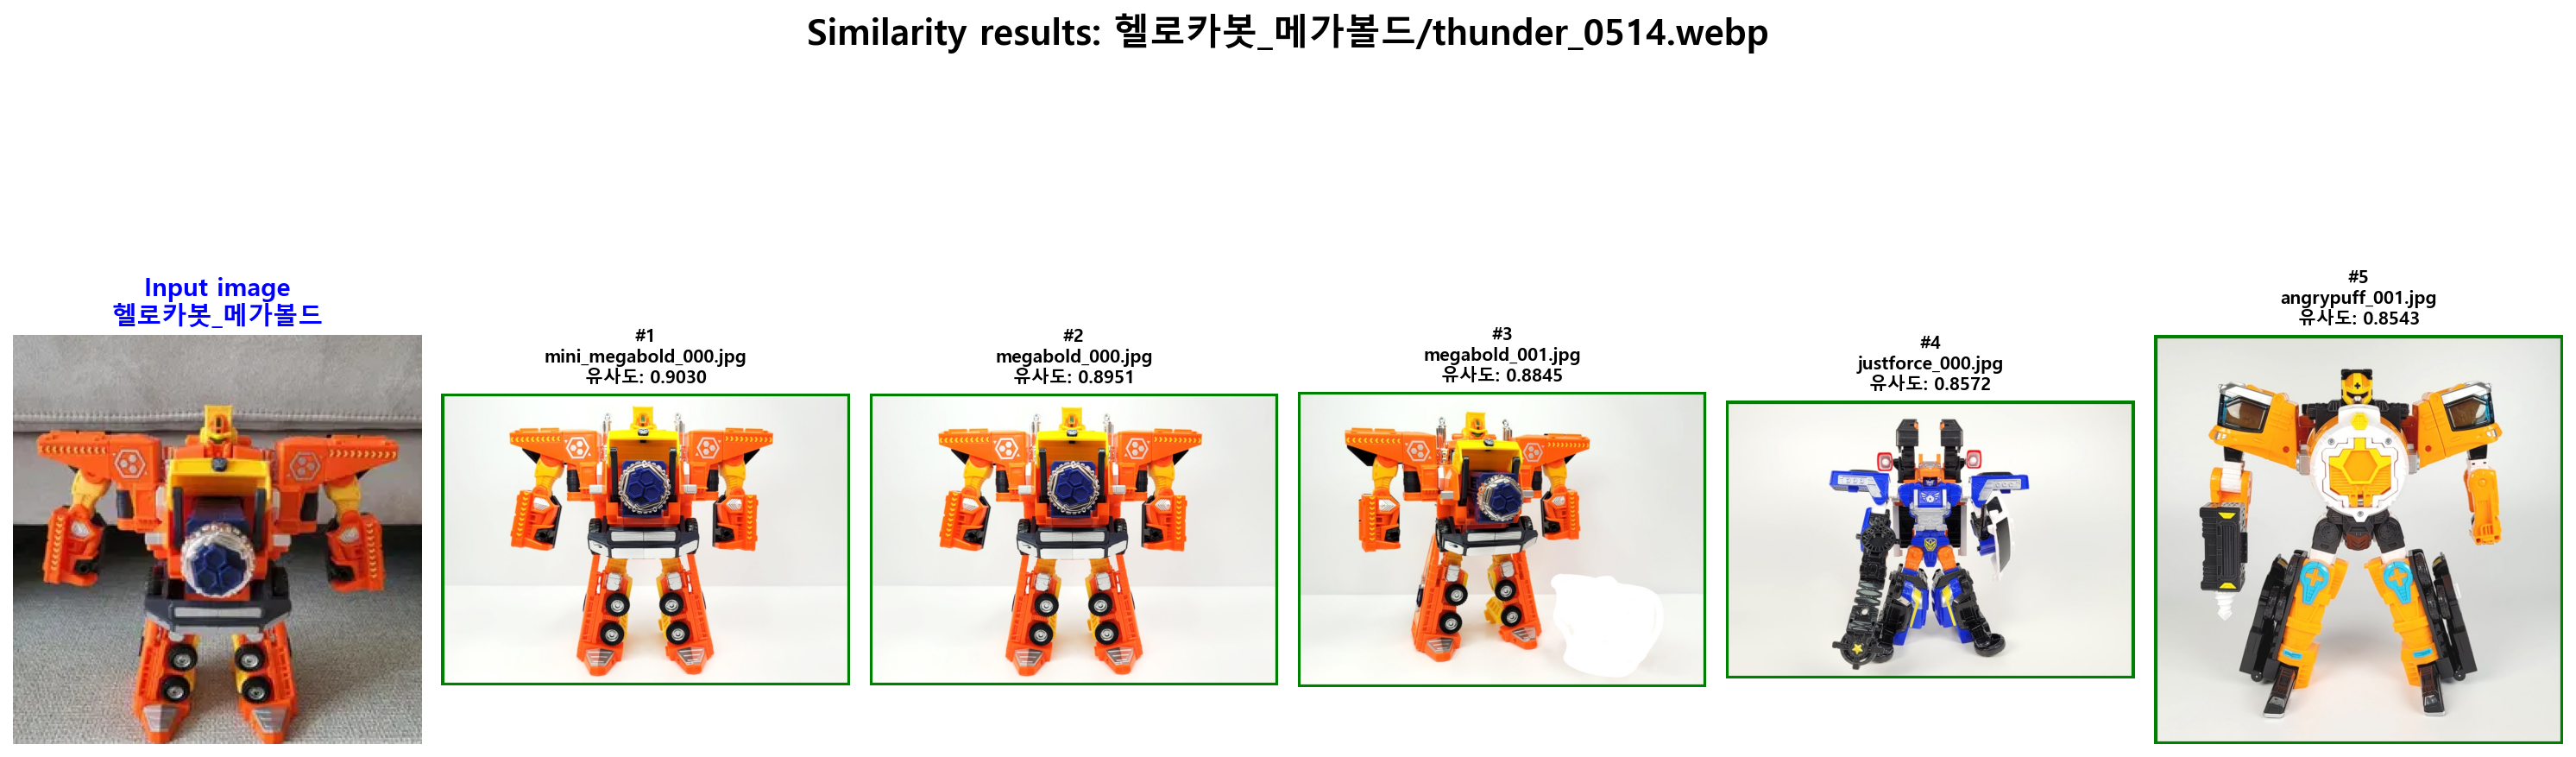 Similarity results: 헬로카봇_메가볼드/thunder_0514.webp
Input image
헬로카봇_메가볼드
#1
mini_megabold_000.jpg
유사도: 0.9030
#2
megabold_000.jpg
유사도: 0.8951
#3
megabold_001.jpg
유사도: 0.8845
#4
justforce_000.jpg
유사도: 0.8572
#5
angrypuff_001.jpg
유사도: 0.8543